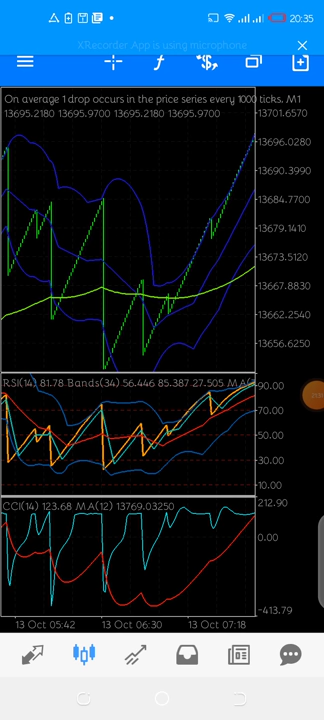 20:35
XRecorder App is using microphone
On average 1 drop occurs in the price series every 1000 ticks. M1
13695.2180 13695.9700 13695.2180 13695.9700
13701.6570
13696.0280
13690.3990
13684.7700
13679.1410
13673.5120
13667.8830
13662.2540
13656.6250
RSI(14) 81.78 Bands(34) 56.446 85.387 27.505
90.00
70.00
50.00
30.00
10.00
CCI(14) 123.68 MA(12) 13769.03250
212.90
0.00
-413.79
13 Oct 05:42
13 Oct 06:30
13 Oct 07:18